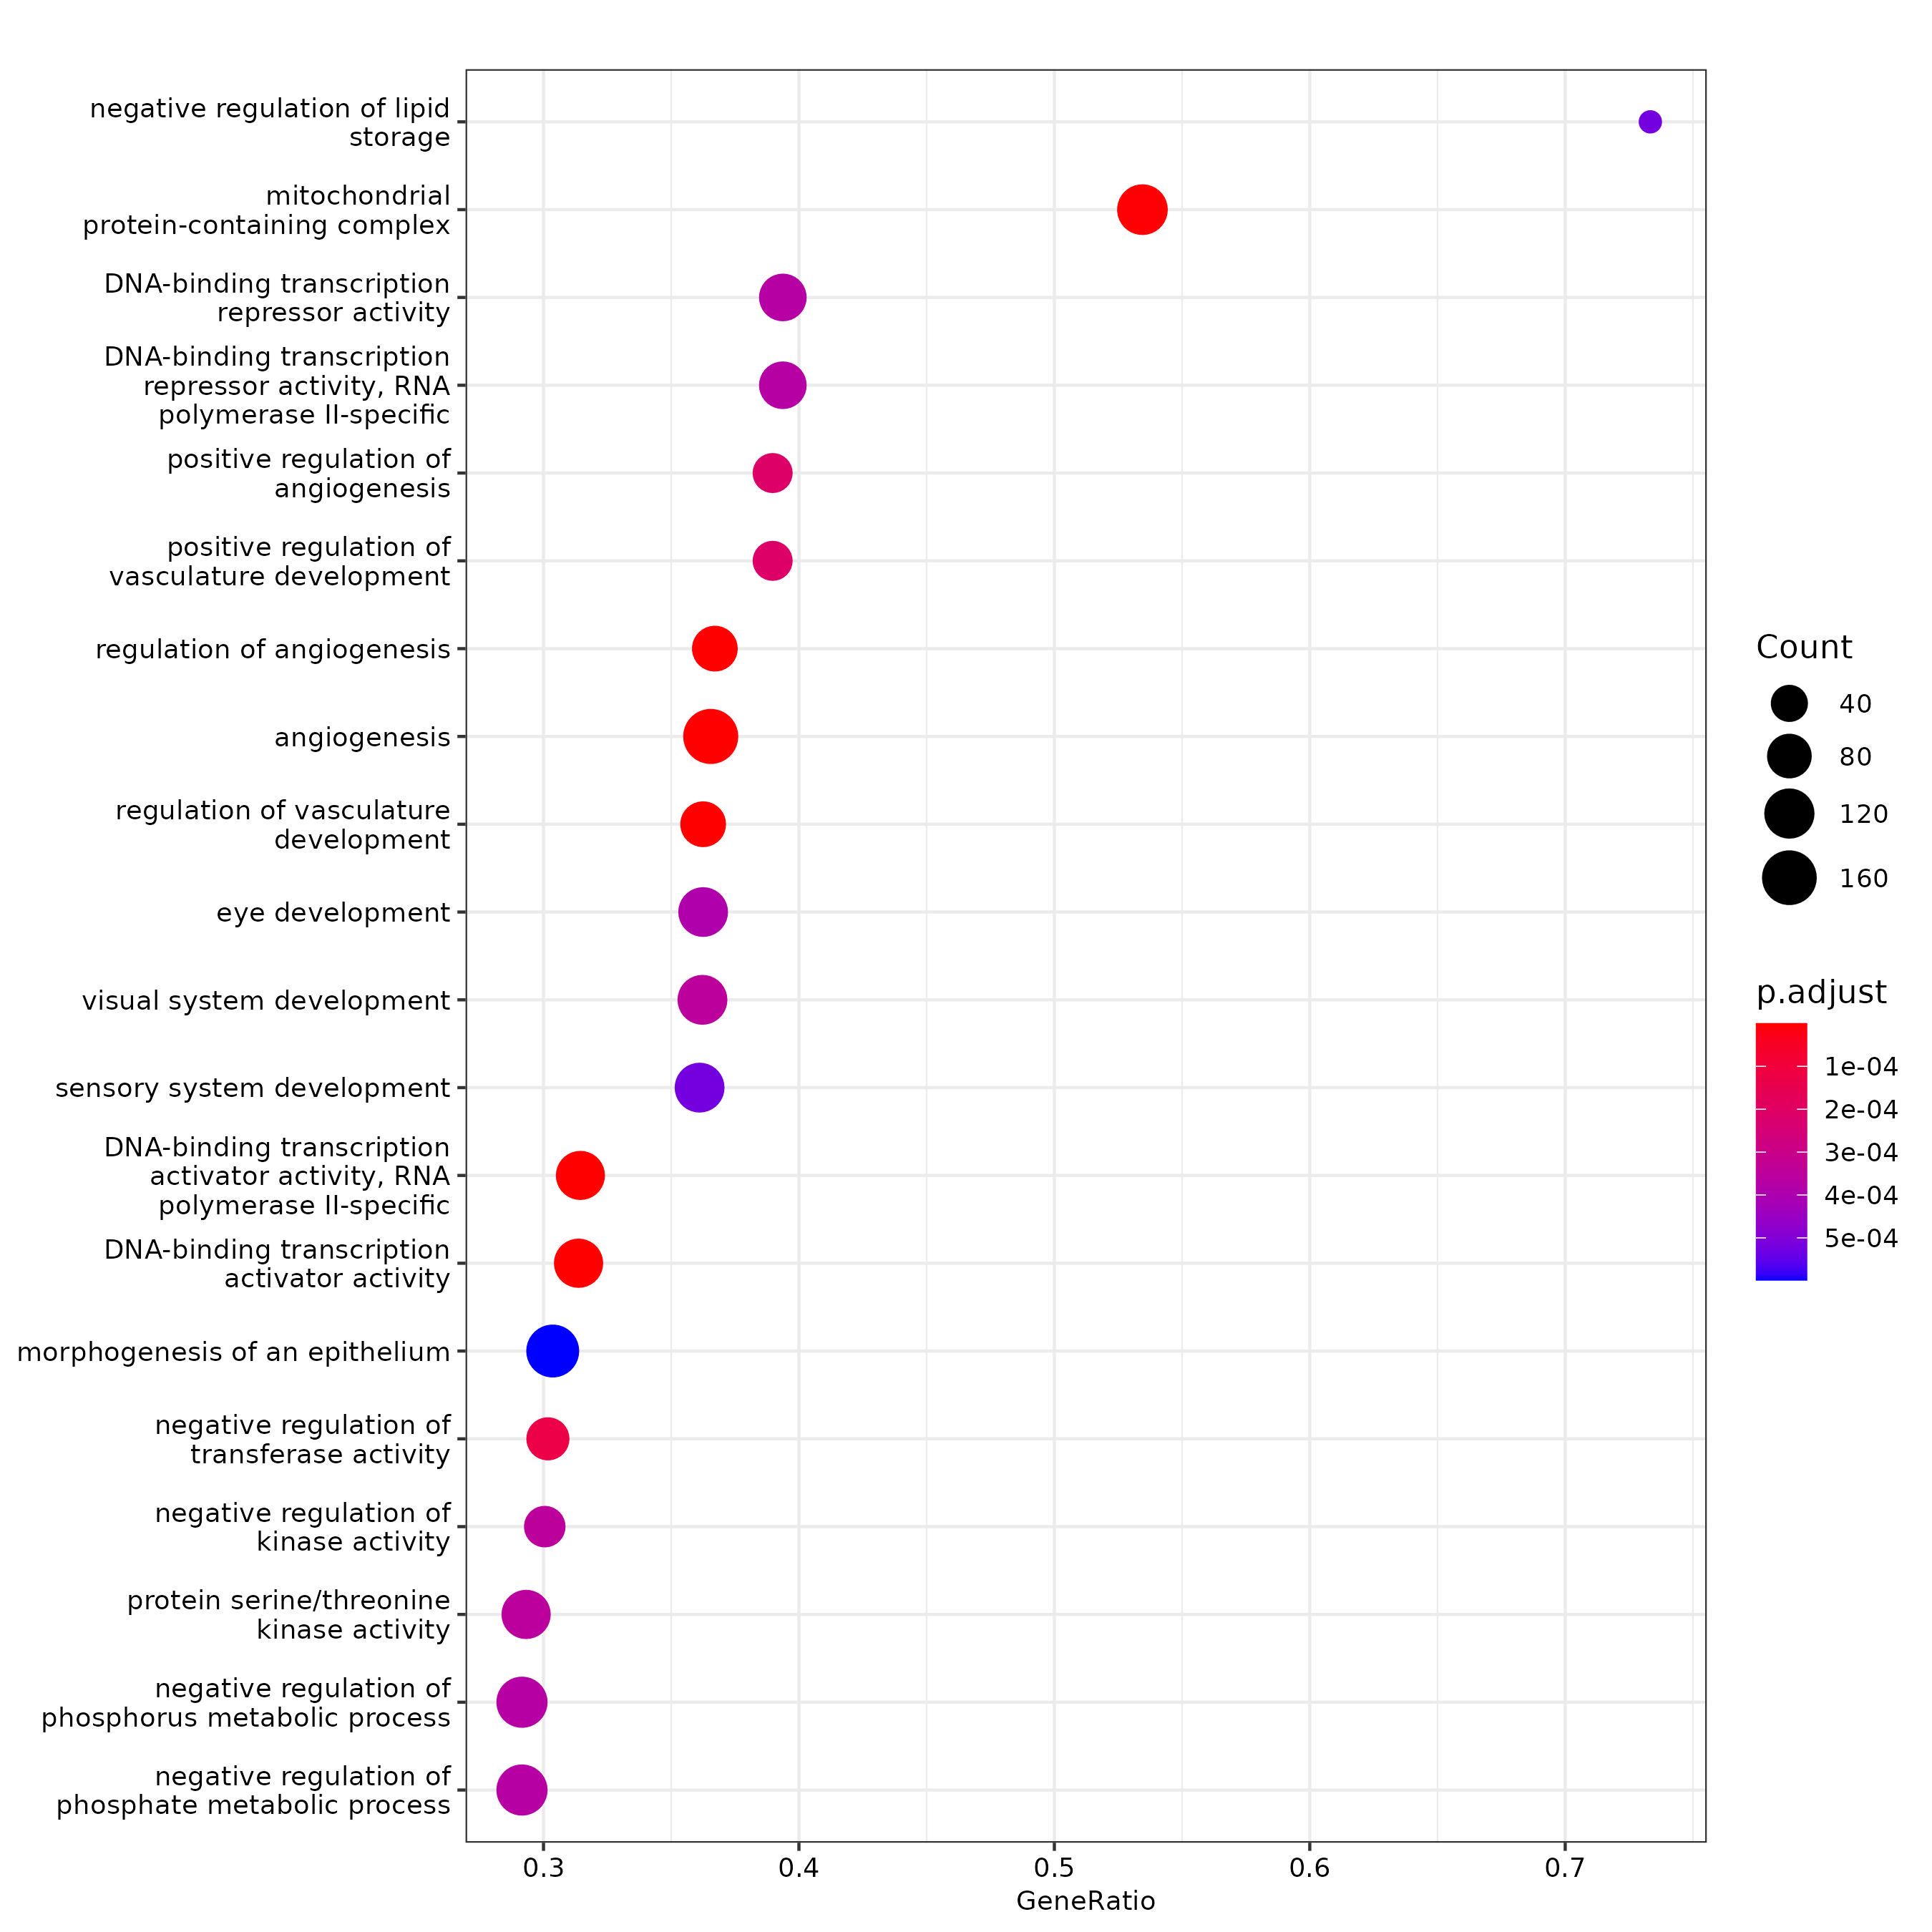 negative regulation of lipid
storage
mitochondrial
protein-containing complex
DNA-binding transcription
repressor activity
DNA-binding transcription
repressor activity, RNA
polymerase II-specific
positive regulation of
angiogenesis
positive regulation of
vasculature development
regulation of angiogenesis
angiogenesis
regulation of vasculature
development
eye development
visual system development
sensory system development
DNA-binding transcription
activator activity, RNA
polymerase II-specific
DNA-binding transcription
activator activity
morphogenesis of an epithelium
negative regulation of
transferase activity
negative regulation of
kinase activity
protein serine/threonine
kinase activity
negative regulation of
phosphorus metabolic process
negative regulation of
phosphate metabolic process
0.3 0.4 0.5 0.6 0.7
GeneRatio
Count
40
80
120
160
p.adjust
1e-04
2e-04
3e-04
4e-04
5e-04